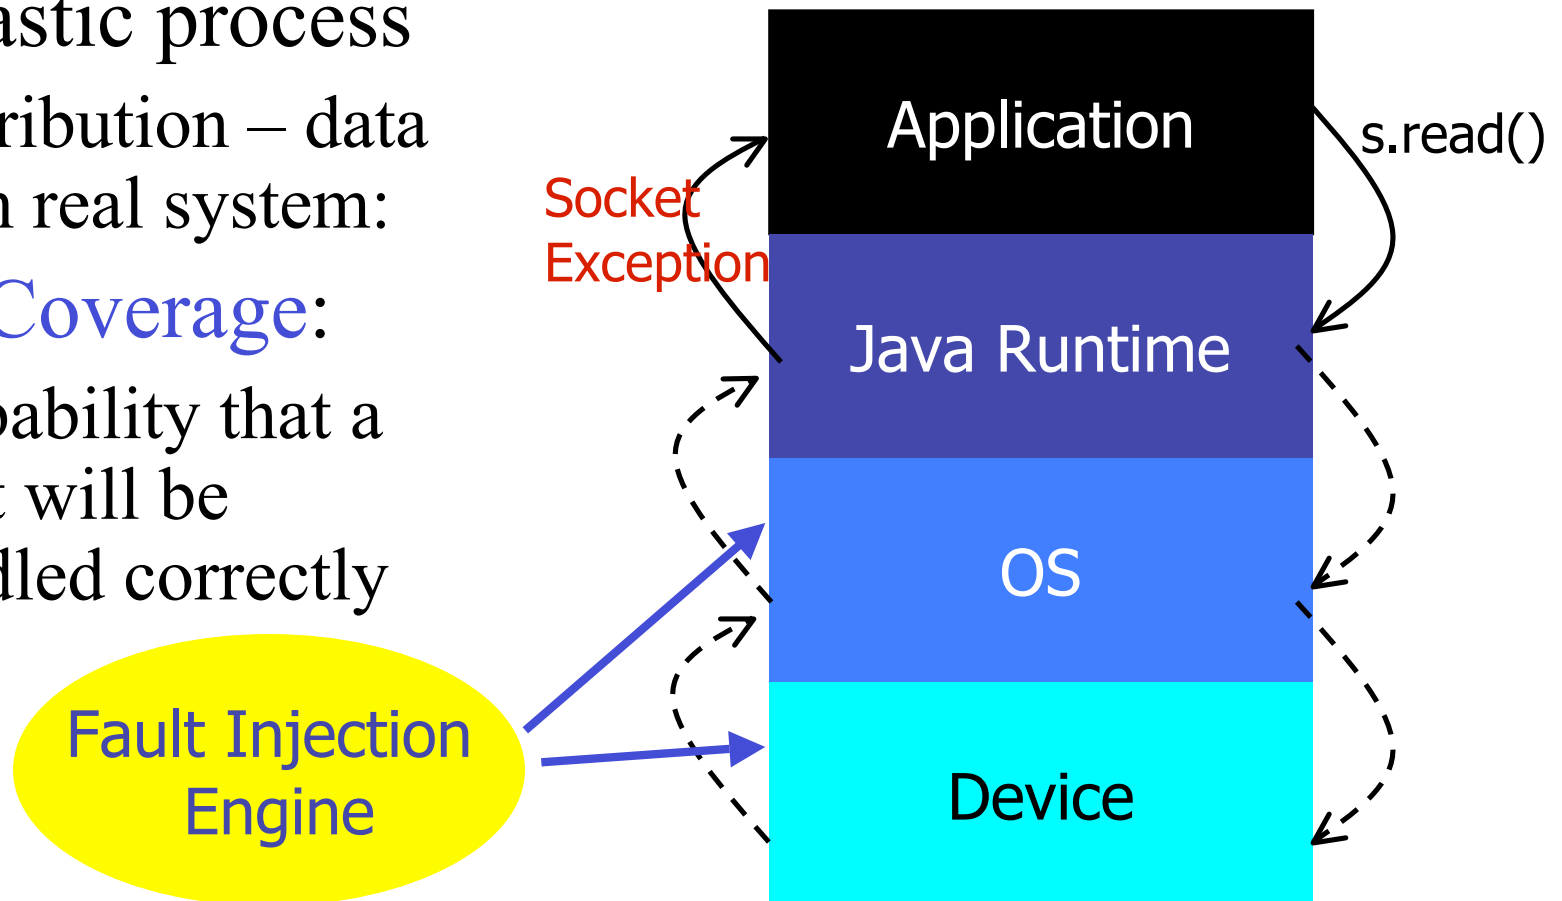 astic process
ribution – data
n real system:
Coverage:
bability that a
t will be
dled correctly
Fault Injection
Engine
Socket
Exception
Application
s.read()
Java Runtime
OS
Device